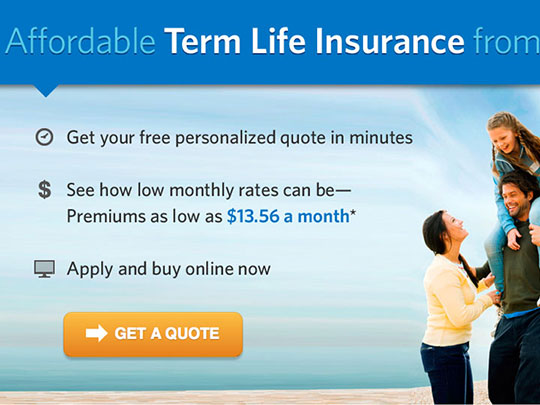 Affordable Term Life Insurance from
Get your free personalized quote in minutes
See how low monthly rates can be—
Premiums as low as $13.56 a month*
Apply and buy online now
GET A QUOTE